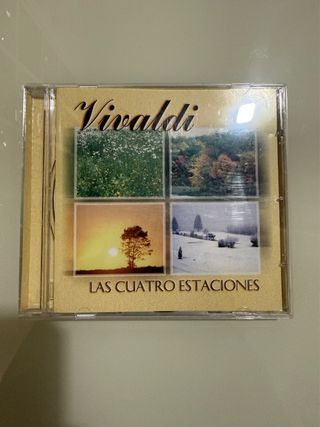 Vivaldi
LAS CUATRO ESTACIONES